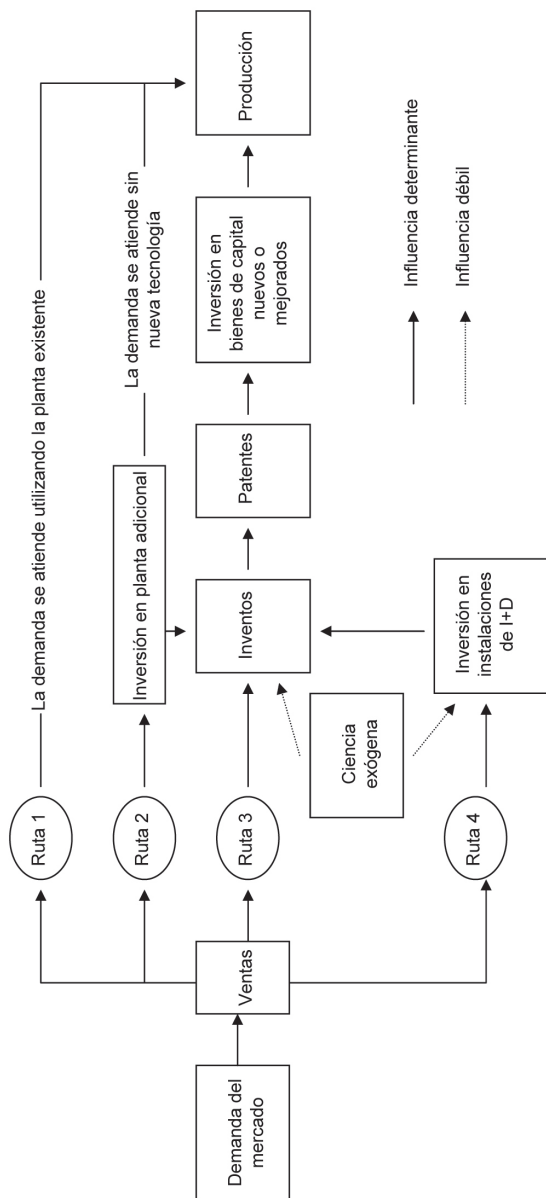 Demanda del
mercado
Ventas
Ruta 1
La demanda se atiende utilizando la planta existente
Ruta 2
Inversión en planta adicional
La demanda se atiende sin
nueva tecnología
Ruta 3
Inventos
Patentes
Inversión en
bienes de capital
nuevos o
mejorados
Producción
Ciencia
exógena
Ruta 4
Inversión en
instalaciones
de I+D
Influencia determinante
Influencia débil